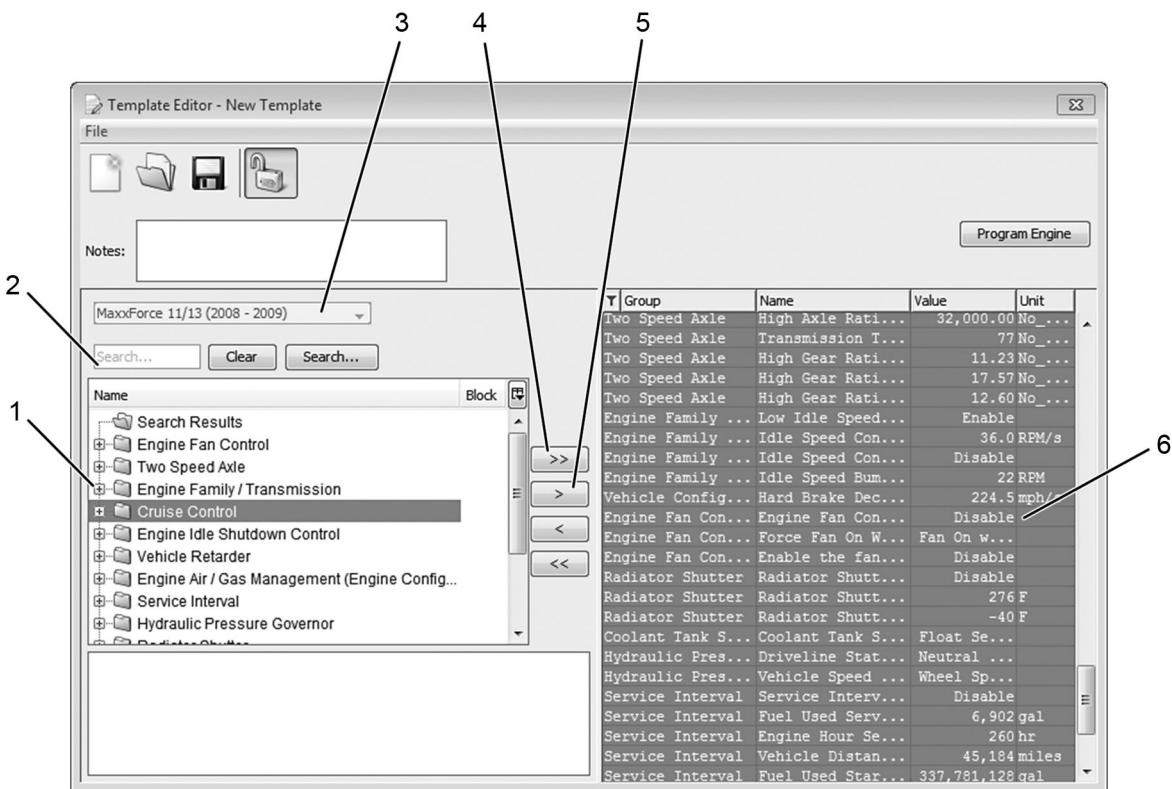 3 4 5
Template Editor - New Template
File
Notes:
Program Engine
2
MaxxForce 11/13 (2008 - 2009)
Search... Clear Search...
Name Block
1
Search Results
Engine Fan Control
Two Speed Axle
Engine Family / Transmission
Cruise Control
Engine Idle Shutdown Control
Vehicle Retarder
Engine Air / Gas Management (Engine Config...
Service Interval
Hydraulic Pressure Governor
Radiator Shutter
>>
>
<
<<
Group Name Value Unit
Two Speed Axle High Axle Rati... 32,000.00 No_...
Two Speed Axle Transmission T... 77 No_...
Two Speed Axle High Gear Rati... 11.23 No_...
Two Speed Axle High Gear Rati... 17.57 No_...
Two Speed Axle High Gear Rati... 12.60 No_...
Engine Family ... Low Idle Speed... Enable
Engine Family ... Idle Speed Con... 36.0 RPM/s
Engine Family ... Idle Speed Con... Disable
Engine Family ... Idle Speed Bum... 22 RPM
Vehicle Config... Hard Brake Dec... 224.5 mph/
Engine Fan Con... Engine Fan Con... Disable
Engine Fan Con... Force Fan On W... Fan On w...
Engine Fan Con... Enable the fan... Disable
Radiator Shutter Radiator Shutt... Disable
Radiator Shutter Radiator Shutt... 276 F
Radiator Shutter Radiator Shutt... -40 F
Coolant Tank S... Coolant Tank S... Float Se...
Hydraulic Pres... Driveline Stat... Neutral ...
Hydraulic Pres... Vehicle Speed ... Wheel Sp...
Service Interval Service Interv... Disable
Service Interval Fuel Used Serv... 6,902 gal
Service Interval Engine Hour Se... 260 hr
Service Interval Vehicle Distan... 45,184 miles
Service Interval Fuel Used Star... 337,781,128 gal
6